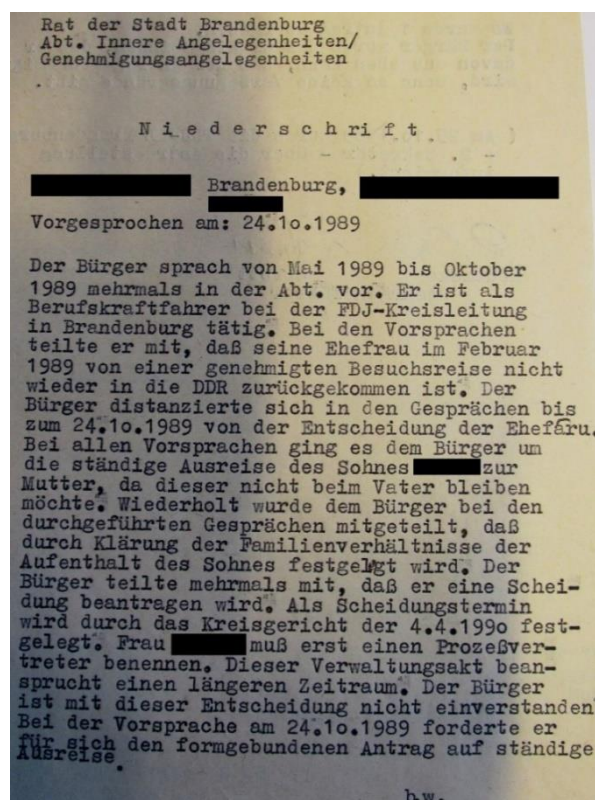 Rat der Stadt Brandenburg
Abt. Innere Angelegenheiten/
Genehmigungsangelegenheiten
N i e d e r s c h r i f t
Brandenburg,
Vorgesprochen am: 24.1o.1989
Der Bürger sprach von Mai 1989 bis Oktober
1989 mehrmals in der Abt. vor. Er ist als
Berufskraftfahrer bei der FDJ-Kreisleitung
in Brandenburg tätig. Bei den Vorsprachen
teilte er mit, daß seine Ehefrau im Februar
1989 von einer genehmigten Besuchsreise nicht
wieder in die DDR zurückgekommen ist. Der
Bürger distanzierte sich in den Gesprächen bis
zum 24.1o.1989 von der Entscheidung der Ehefaru.
Bei allen Vorsprachen ging es dem Bürger um
die ständige Ausreise des Sohnes zur
Mutter, da dieser nicht beim Vater bleiben
möchte. Wiederholt wurde dem Bürger bei den
durchgeführten Gesprächen mitgeteilt, daß
durch Klärung der Familienverhältnisse der
Aufenthalt des Sohnes festgelgt wird. Der
Bürger teilte mehrmals mit, daß er eine Schei-
dung beantragen wird. Als Scheidungstermin
wird durch das Kreisgericht der 4.4.199o fest-
gelegt. Frau muß erst einen Prozeßver-
treter benennen. Dieser Verwaltungsakt bean-
sprucht einen längeren Zeitraum. Der Bürger
ist mit dieser Entscheidung nicht einverstanden
Bei der Vorsprache am 24.1o.1989 forderte er
für sich den formgebundenen Antrag auf ständige
Ausreise.
b.w.